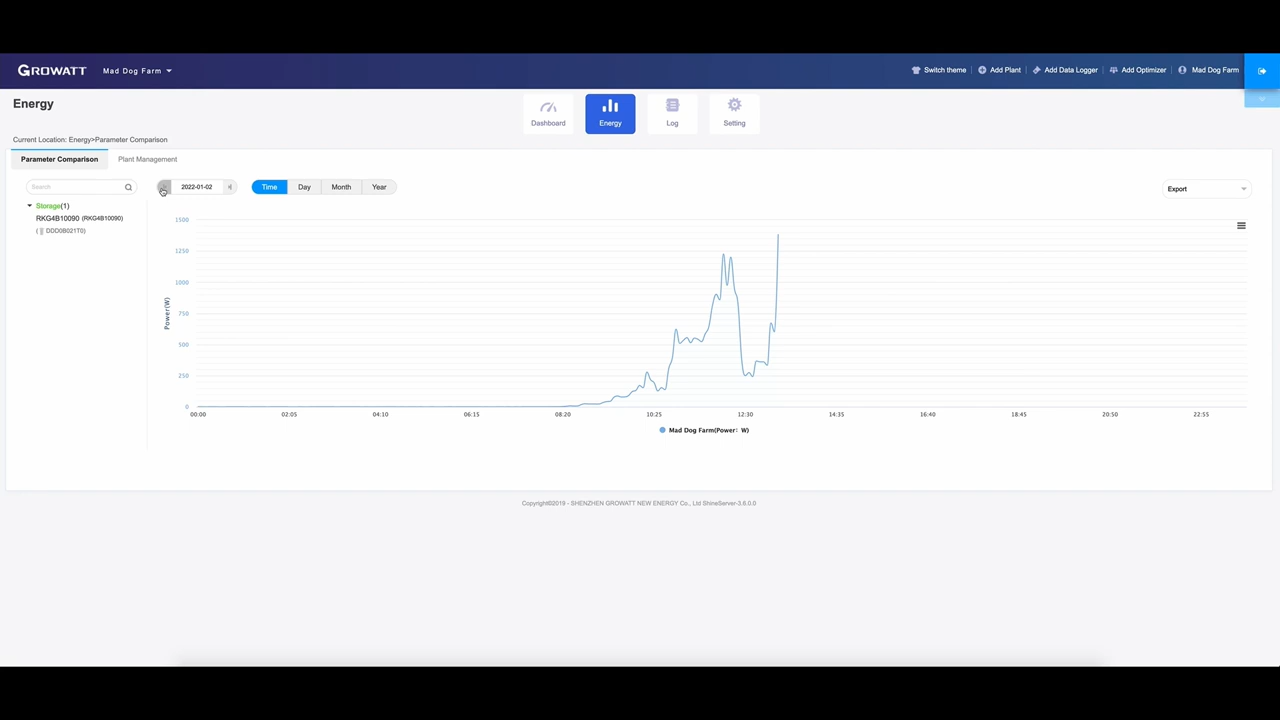 GROWATT
Mad Dog Farm
Switch theme
Add Plant
Add Data Logger
Add Optimizer
Mad Dog Farm
Energy
Dashboard
Energy
Log
Setting
Current Location: Energy>Parameter Comparison
Parameter Comparison
Plant Management
Search
2022-01-02
Time
Day
Month
Year
Export
Storage(1)
RKG4B10090 (RKG4B10090)
( || DDD0B021T0)
Power(W)
1500
1250
1000
750
500
250
0
00:00
02:05
04:10
06:15
08:20
10:25
12:30
14:35
16:40
18:45
20:50
22:55
Mad Dog Farm(Power: W)
Copyright©2019 - SHENZHEN GROWATT NEW ENERGY Co., Ltd ShineServer-3.6.0.0